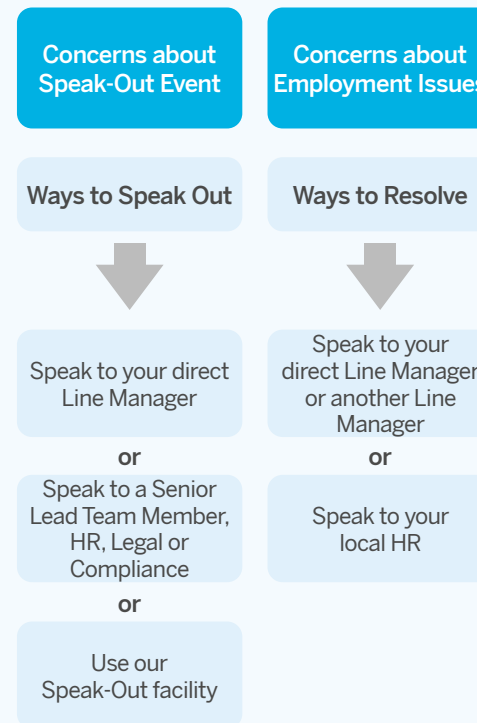 Concerns about
Speak-Out Event
Ways to Speak Out
Speak to your direct
Line Manager
or
Speak to a Senior
Lead Team Member,
HR, Legal or
Compliance
or
Use our
Speak-Out facility
Concerns about
Employment Issues
Ways to Resolve
Speak to your
direct Line Manager
or another Line
Manager
or
Speak to your
local HR